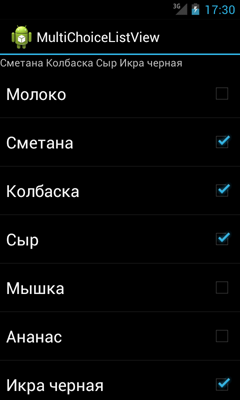 3G 17:30
MultiChoiceListView
Сметана Колбаска Сыр Икра черная
Молоко
Сметана
Колбаска
Сыр
Мышка
Ананас
Икра черная